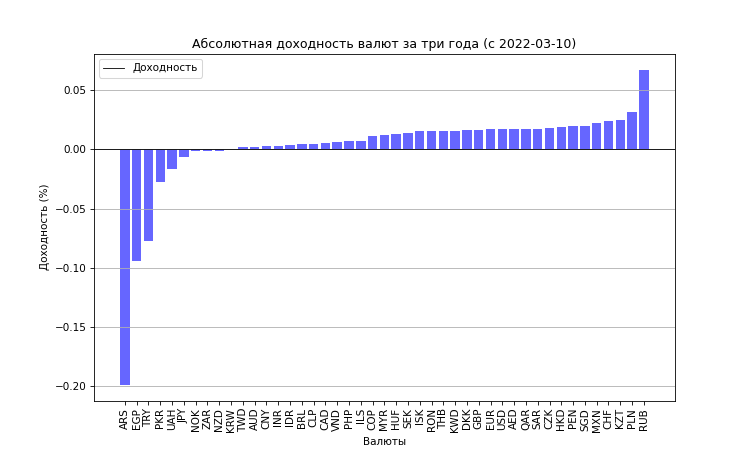 Абсолютная доходность валют за три года (с 2022-03-10)
Доходность
0.05
0.00
−0.05
−0.10
−0.15
−0.20
Доходность (%)
ARS
EGP
TRY
PKR
UAH
JPY
NOK
ZAR
NZD
KRW
TWD
AUD
CNY
INR
IDR
BRL
CLP
CAD
VND
PHP
ILS
COP
MYR
HUF
SEK
ISK
RON
THB
KWD
DKK
GBP
EUR
USD
AED
QAR
SAR
CZK
HKD
PEN
SGD
MXN
CHF
KZT
PLN
RUB
Валюты